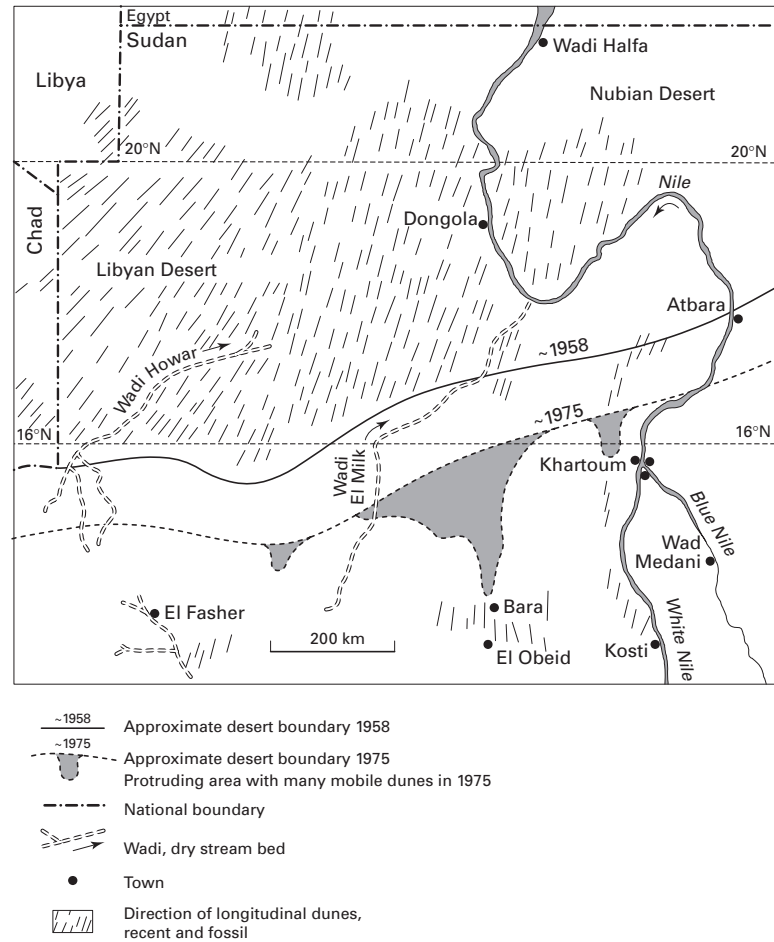 Egypt
Sudan
Wadi Halfa
Libya
Nubian Desert
20°N
20°N
Nile
Chad
Dongola
Libyan Desert
Atbara
~1958
Wadi Howar
~1975
16°N
16°N
Wadi
El Milk
Khartoum
Blue Nile
Wad
Medani
El Fasher
Bara
200 km
El Obeid
Kosti
White Nile
~1958
Approximate desert boundary 1958
~1975
Approximate desert boundary 1975
Protruding area with many mobile dunes in 1975
National boundary
Wadi, dry stream bed
Town
Direction of longitudinal dunes,
recent and fossil